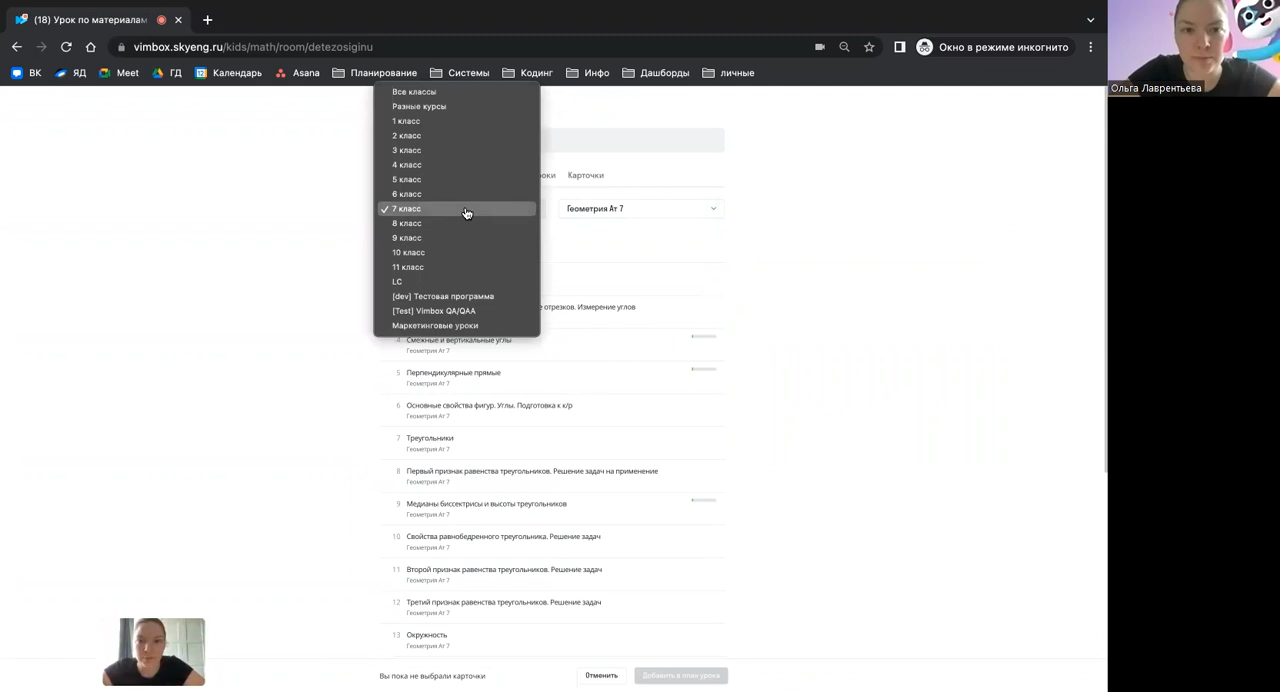 (18) Урок по материалам
vimbox.skyeng.ru/kids/math/room/detezosiginu
Окно в режиме инкогнито
ВК
ЯД
Meet
ГД
Календарь
Asana
Планирование
Системы
Кодинг
Инфо
Дашборды
личные
Ольга Лаврентьева
Все классы
Разные курсы
1 класс
2 класс
3 класс
4 класс
5 класс
6 класс
7 класс
8 класс
9 класс
10 класс
11 класс
LC
[dev] Тестовая программа
[Test] Vimbox QA/QAA
Маркетинговые уроки
роки
Карточки
Геометрия Ат 7
е отрезков. Измерение углов
4 Смежные и вертикальные углы
Геометрия Ат 7
5 Перпендикулярные прямые
Геометрия Ат 7
6 Основные свойства фигур. Углы. Подготовка к к/р
Геометрия Ат 7
7 Треугольники
Геометрия Ат 7
8 Первый признак равенства треугольников. Решение задач на применение
Геометрия Ат 7
9 Медианы биссектрисы и высоты треугольников
Геометрия Ат 7
10 Свойства равнобедренного треугольника. Решение задач
Геометрия Ат 7
11 Второй признак равенства треугольников. Решение задач
Геометрия Ат 7
12 Третий признак равенства треугольников. Решение задач
Геометрия Ат 7
13 Окружность
Геометрия Ат 7
Вы пока не выбрали карточки
Отменить
Добавить в план урока